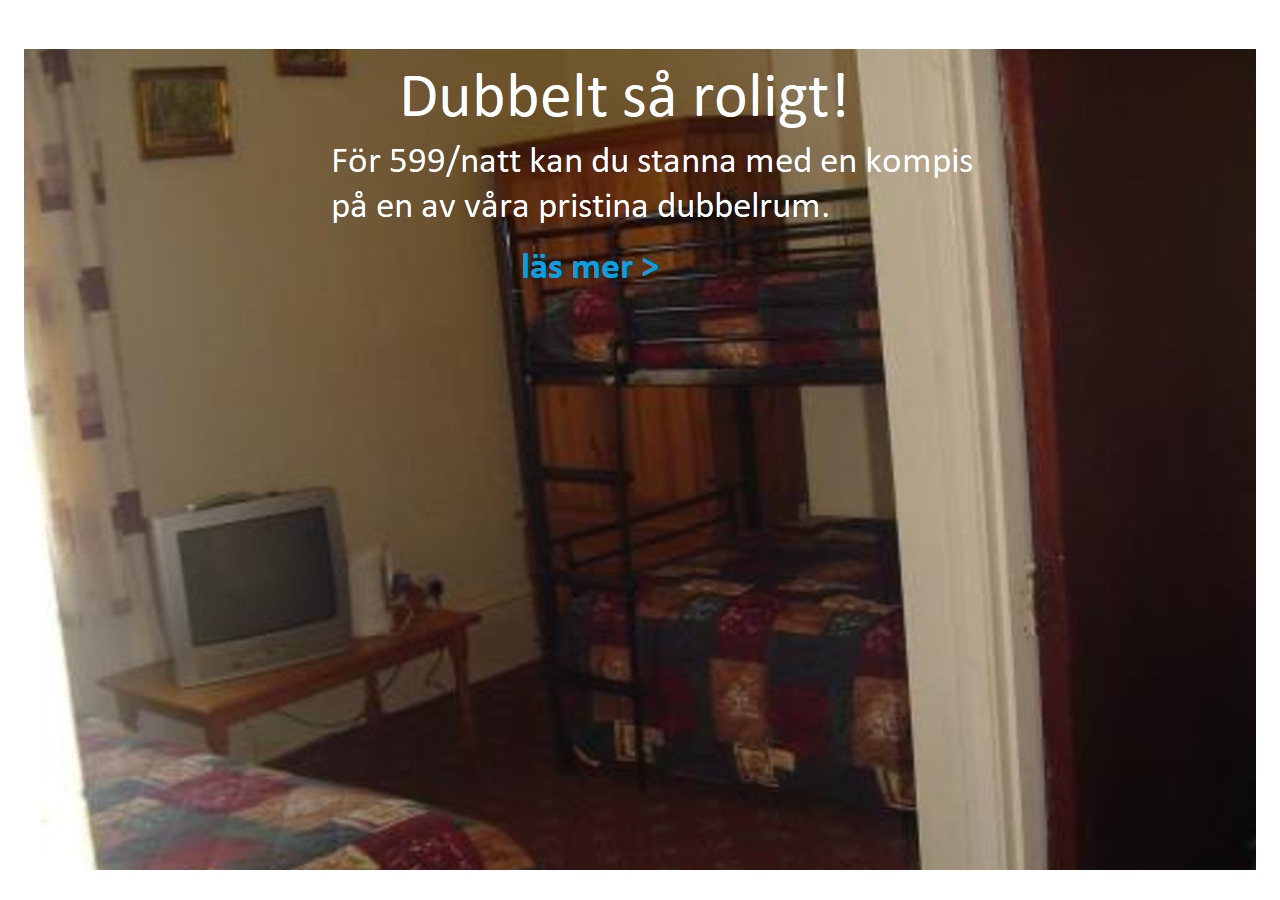 Dubbelt så roligt!
För 599/natt kan du stanna med en kompis
på en av våra pristina dubbelrum.
läs mer >